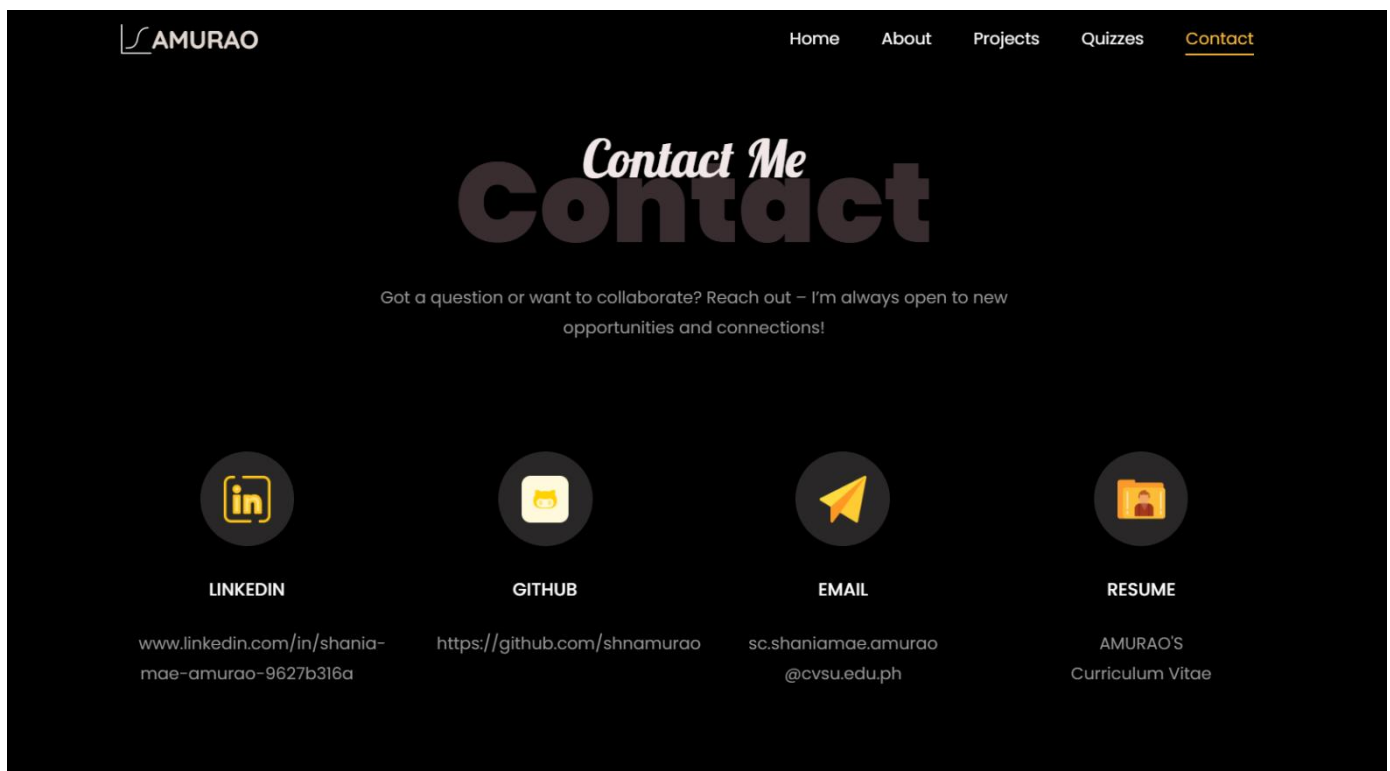 AMURAO
Home About Projects Quizzes Contact
Contact Me
Contact
Got a question or want to collaborate? Reach out – I’m always open to new
opportunities and connections!
in
LINKEDIN
www.linkedin.com/in/shania-
mae-amurao-9627b316a
GITHUB
https://github.com/shnamurao
EMAIL
sc.shaniamae.amurao
@cvsu.edu.ph
RESUME
AMURAO'S
Curriculum Vitae